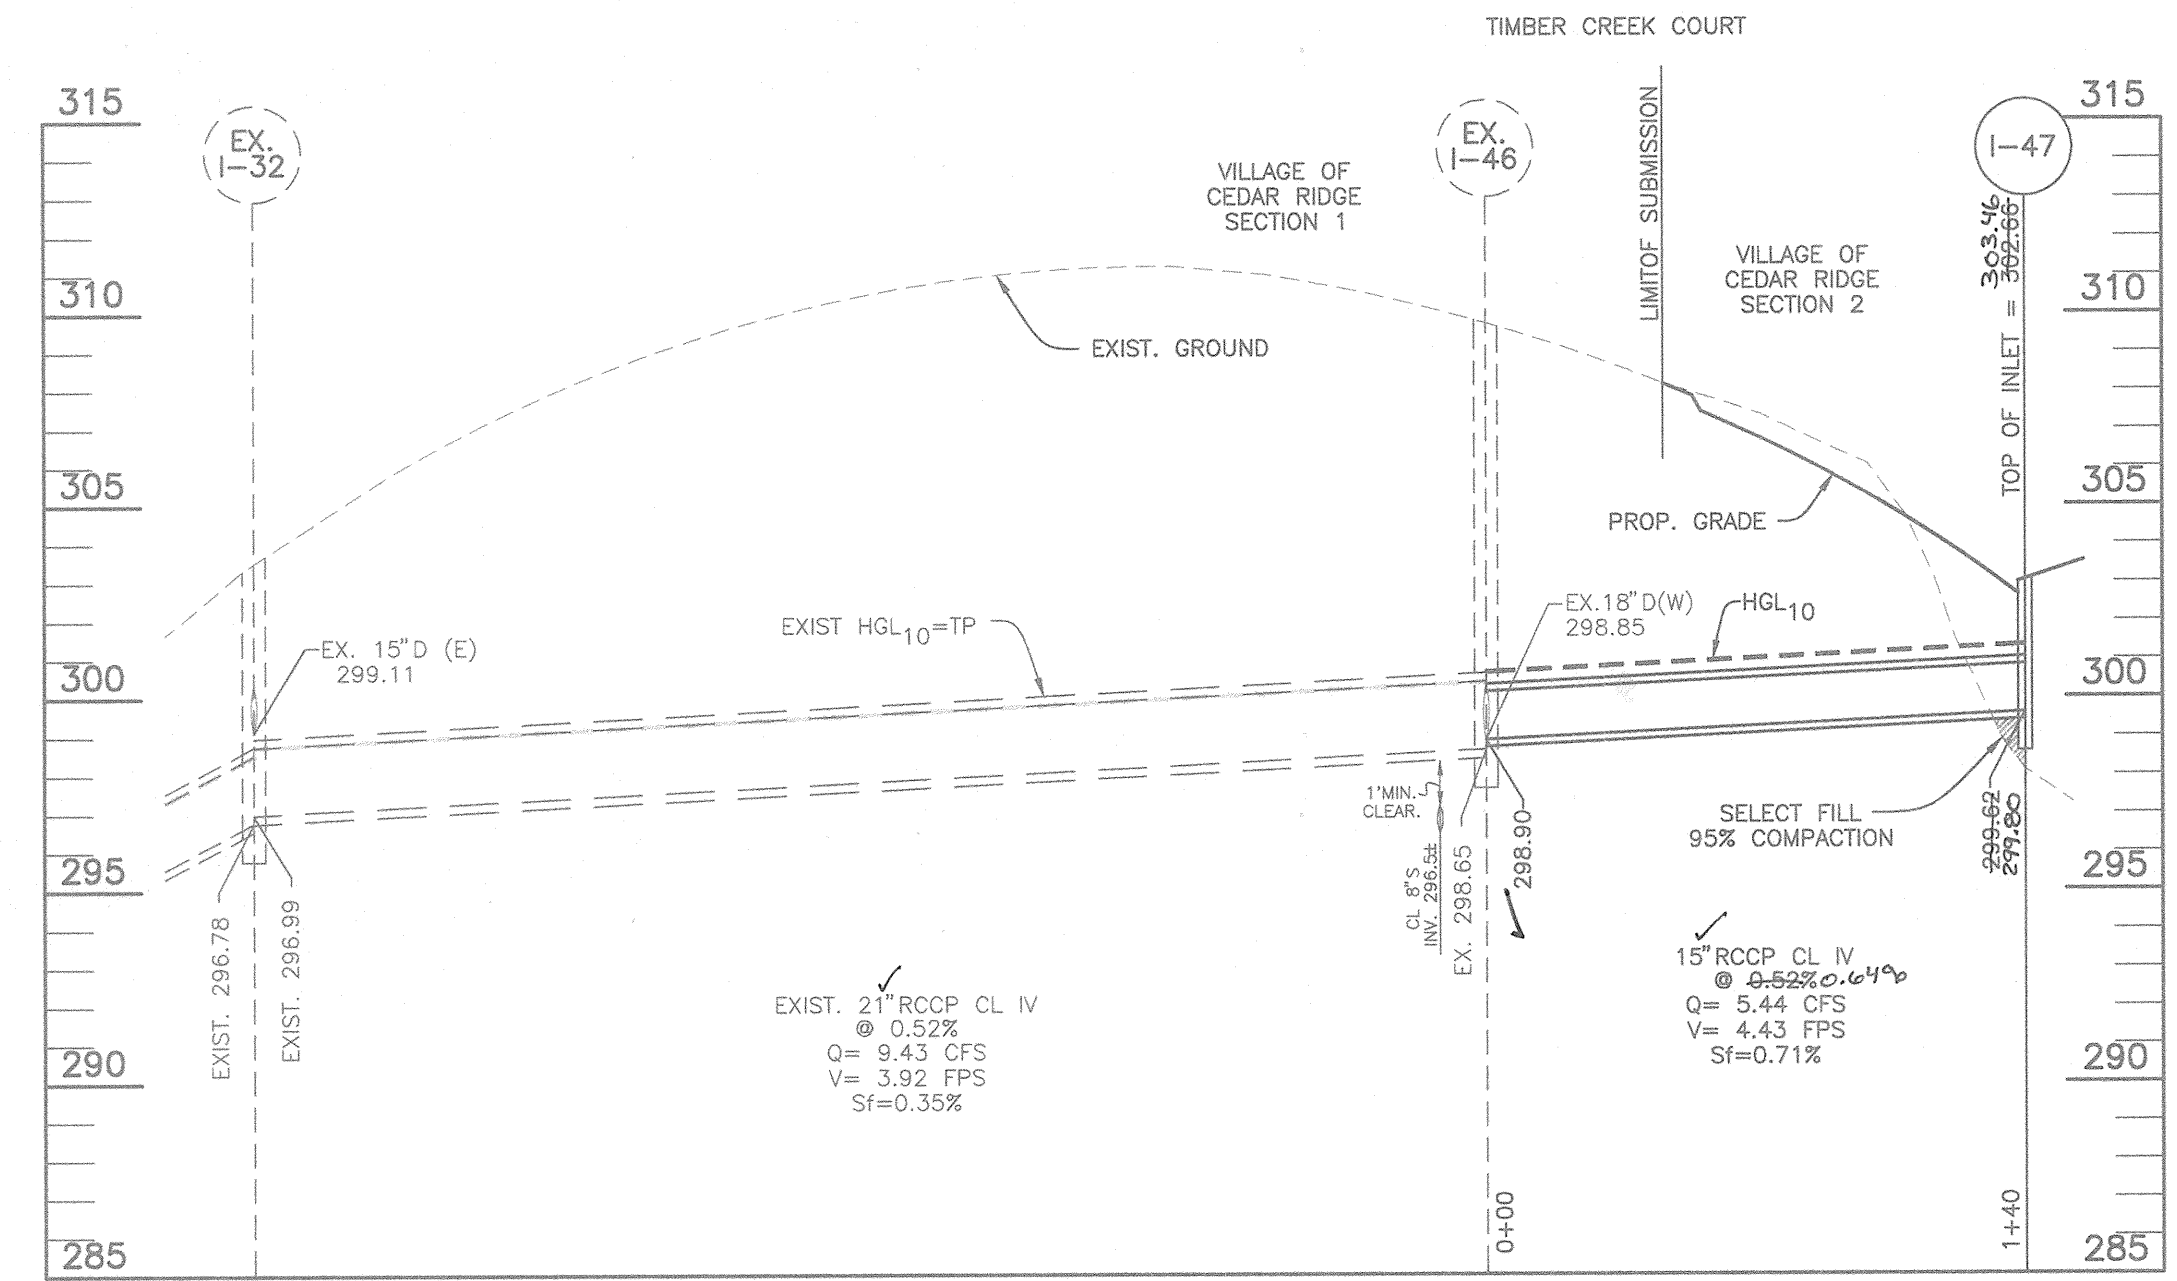 TIMBER CREEK COURT
315
315
EX.
I-32
EX.
I-46
I-47
VILLAGE OF
CEDAR RIDGE
SECTION 1
LIMITOF SUBMISSION
VILLAGE OF
CEDAR RIDGE
SECTION 2
303.46
TOP OF INLET = 302.66
310
310
EXIST. GROUND
305
305
PROP. GRADE
EX. 15"D (E)
299.11
EXIST HGL10=TP
EX.18"D(W)
298.85
HGL10
300
300
1'MIN.
CLEAR.
SELECT FILL
95% COMPACTION
299.62
299.80
295
295
CL 8"S
INV. 296.5±
EX. 298.65
298.90
EXIST. 296.78
EXIST. 296.99
EXIST. 21"RCCP CL IV
@ 0.52%
Q= 9.43 CFS
V= 3.92 FPS
Sf=0.35%
15"RCCP CL IV
@ 0.52% 0.64%
Q= 5.44 CFS
V= 4.43 FPS
Sf=0.71%
290
290
0+00
1+40
285
285